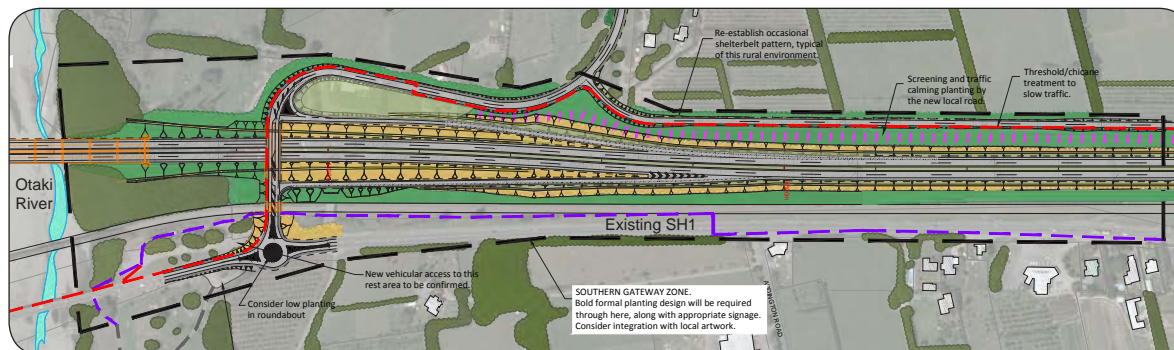 Re-establish occasional
shelterbelt pattern, typical
of this rural environment.
Screening and traffic
calming planting by
the new local road.
Threshold/chicane
treatment to
slow traffic.
Otaki
River
Existing SH1
New vehicular access to this
rest area to be confirmed.
Consider low planting
in roundabout
SOUTHERN GATEWAY ZONE.
Bold formal planting design will be required
through here, along with appropriate signage.
Consider integration with local artwork.
ROAD